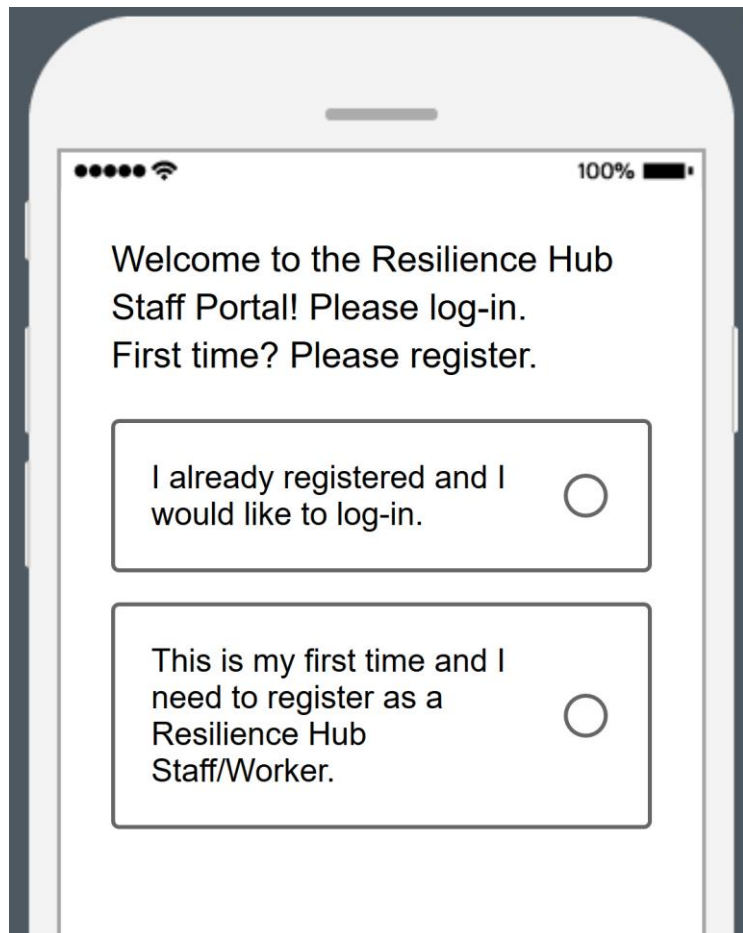 100%
Welcome to the Resilience Hub
Staff Portal! Please log-in.
First time? Please register.
I already registered and I
would like to log-in.
This is my first time and I
need to register as a
Resilience Hub
Staff/Worker.